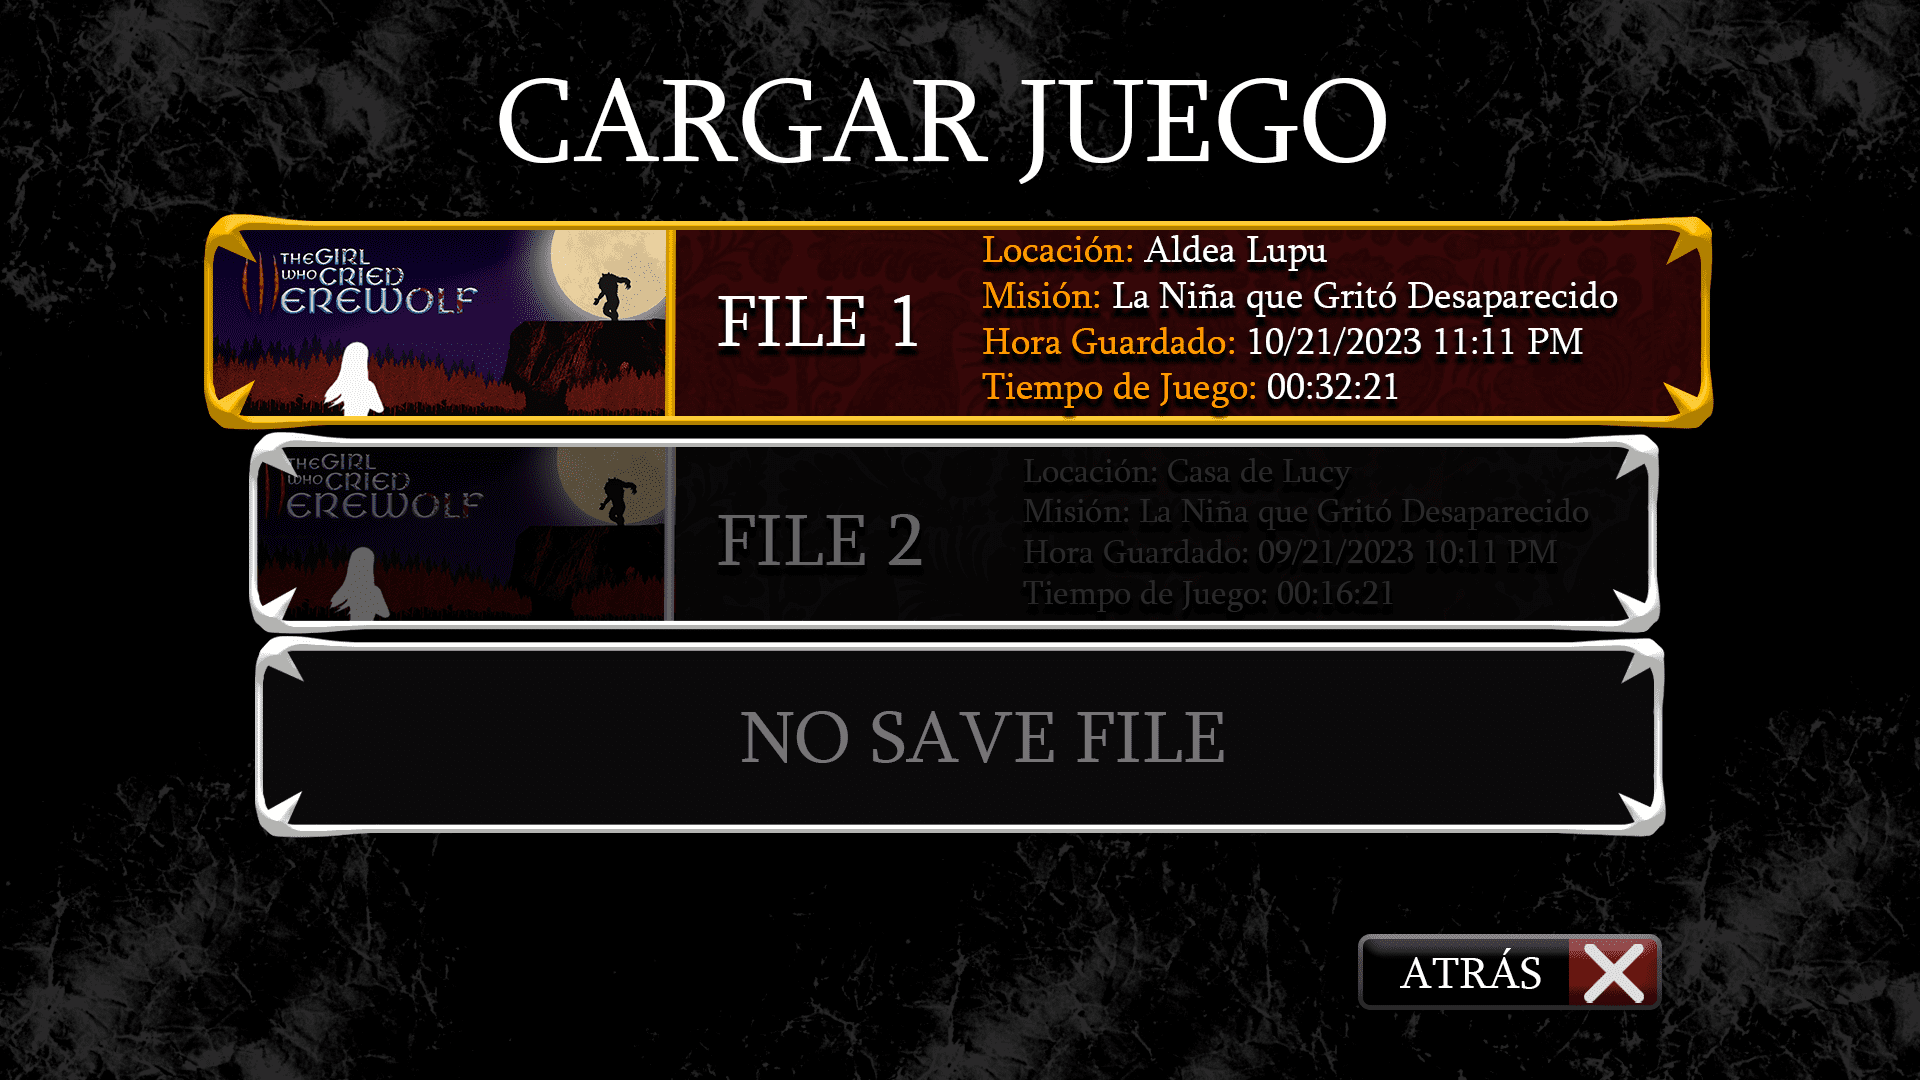 CARGAR JUEGO
THE GIRL
WHO CRIED
EREWOLF
FILE 1
Locación: Aldea Lupu
Misión: La Niña que Gritó Desaparecido
Hora Guardado: 10/21/2023 11:11 PM
Tiempo de Juego: 00:32:21
THE GIRL
WHO CRIED
EREWOLF
FILE 2
Locación: Casa de Lucy
Misión: La Niña que Gritó Desaparecido
Hora Guardado: 09/21/2023 10:11 PM
Tiempo de Juego: 00:16:21
NO SAVE FILE
ATRÁS